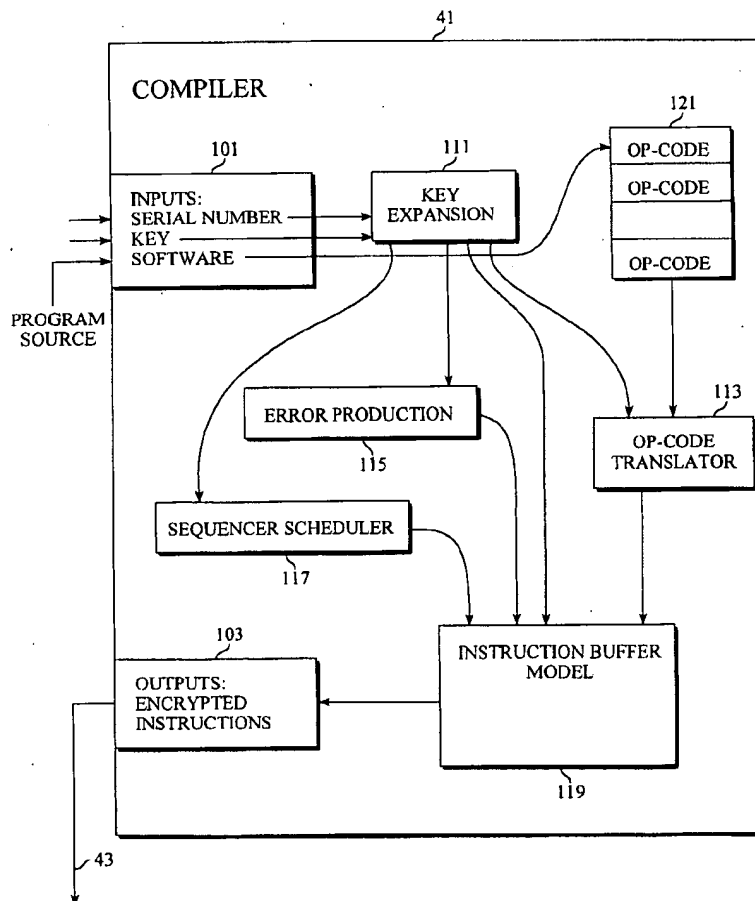 41
COMPILER
121
101
111
OP-CODE
INPUTS:
SERIAL NUMBER
KEY
SOFTWARE
KEY
EXPANSION
OP-CODE
OP-CODE
PROGRAM
SOURCE
113
ERROR PRODUCTION
115
OP-CODE
TRANSLATOR
SEQUENCER SCHEDULER
117
103
INSTRUCTION BUFFER
MODEL
OUTPUTS:
ENCRYPTED
INSTRUCTIONS
119
43